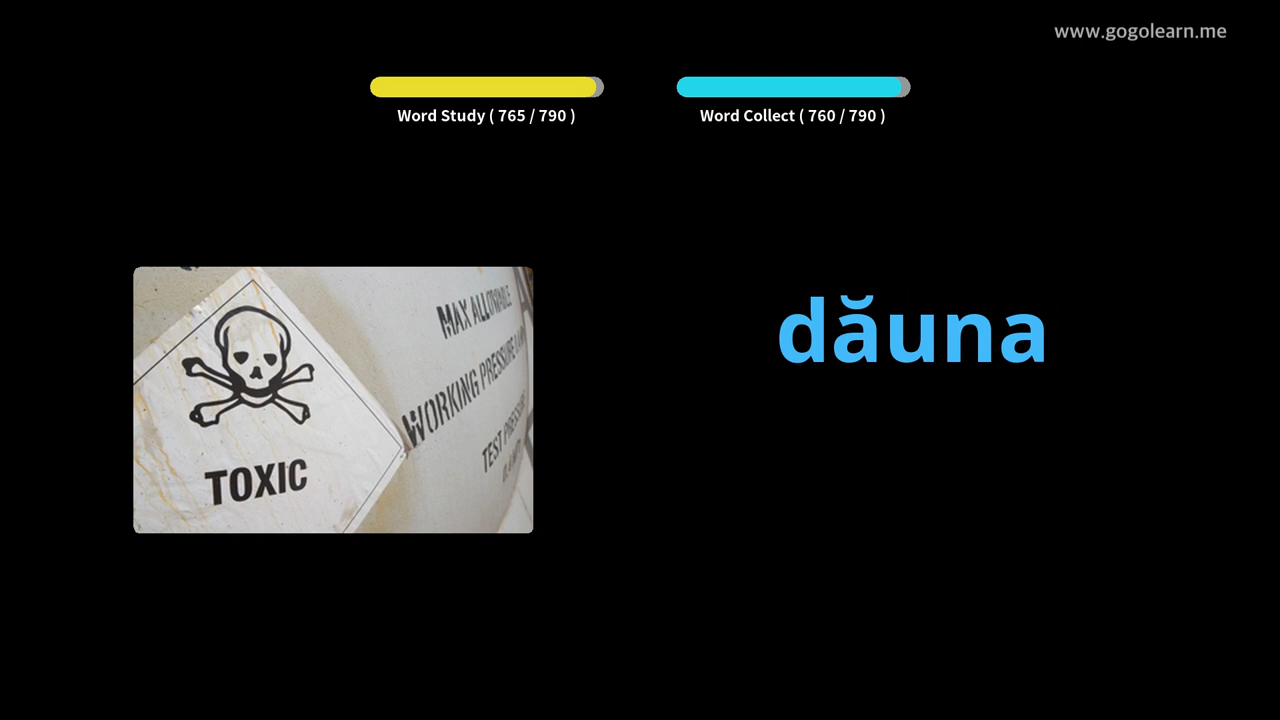 www.gogolearn.me
Word Study ( 765 / 790 )
Word Collect ( 760 / 790 )
dăuna
MAX ALLOWABLE
WORKING PRESSURE
TEST PRESSURE
TOXIC